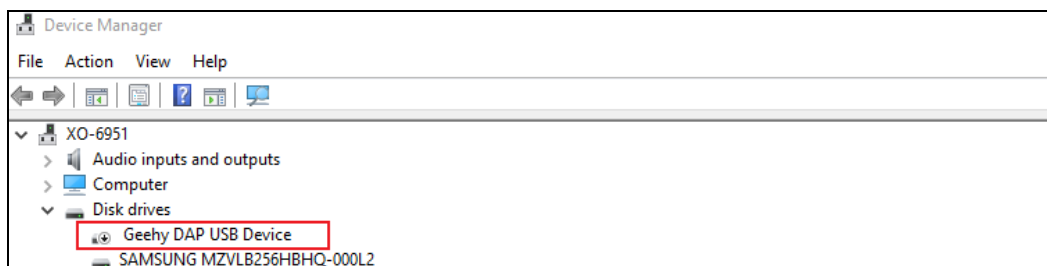 Device Manager
File Action View Help
XO-6951
Audio inputs and outputs
Computer
Disk drives
Geehy DAP USB Device
SAMSUNG MZVLB256HBHQ-000L2